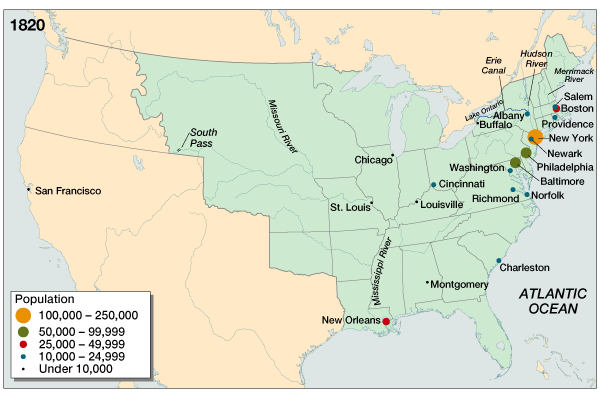 1820
Hudson
River
Erie
Canal
Merrimack
River
Lake Ontario
Salem
Boston
Albany
Buffalo
Providence
New York
Newark
Philadelphia
Baltimore
Washington
Richmond
Norfolk
Missouri River
South
Pass
Chicago
Cincinnati
San Francisco
St. Louis
Louisville
Mississippi River
Charleston
Montgomery
ATLANTIC
OCEAN
New Orleans
Population
100,000 – 250,000
50,000 – 99,999
25,000 – 49,999
10,000 – 24,999
Under 10,000